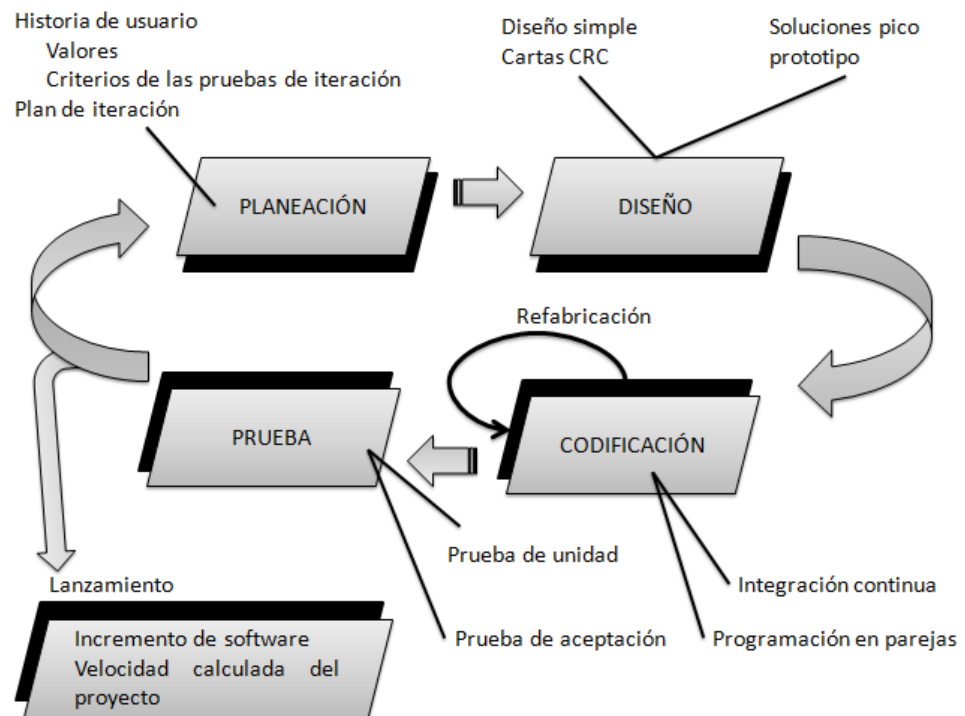 Historia de usuario
Valores
Criterios de las pruebas de iteración
Plan de iteración
Diseño simple
Cartas CRC
Soluciones pico
prototipo
PLANEACIÓN
DISEÑO
Refabricación
PRUEBA
CODIFICACIÓN
Prueba de unidad
Integración continua
Prueba de aceptación
Programación en parejas
Lanzamiento
Incremento de software
Velocidad calculada del
proyecto